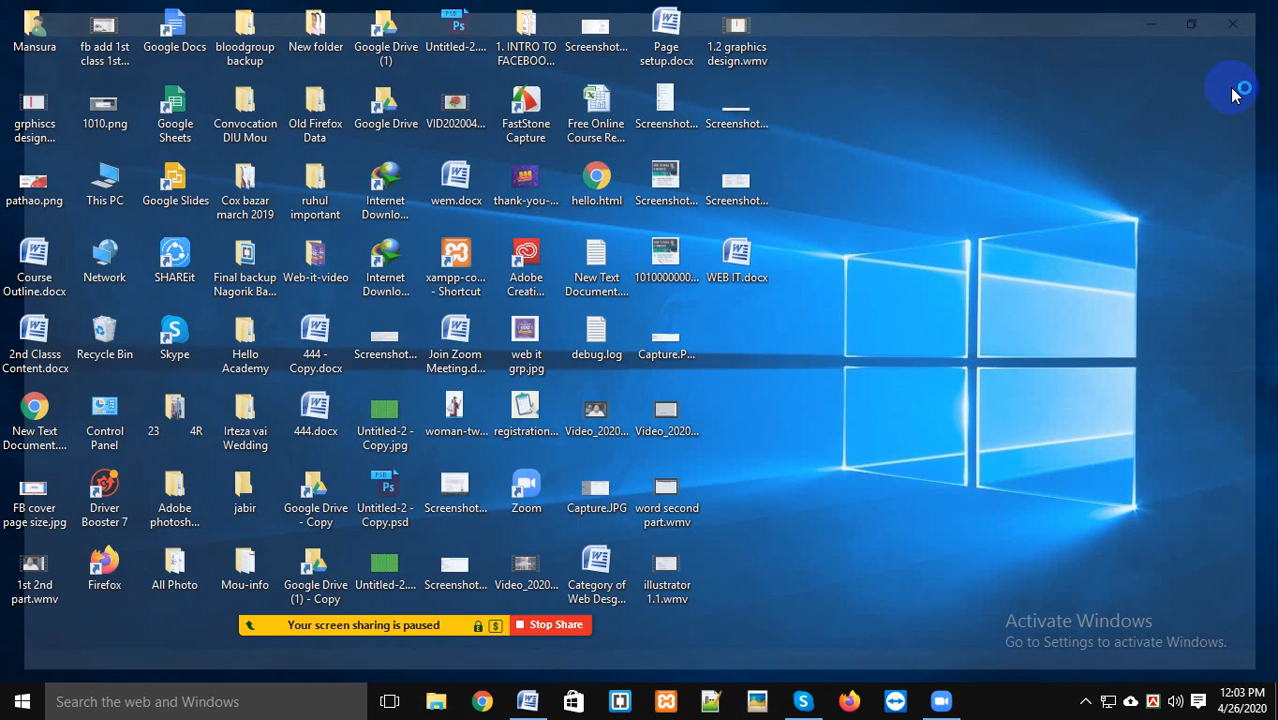 Mansura
fb add 1st
class 1st...
Google Docs
bloodgroup
backup
New folder
Google Drive
(1)
Untitled-2....
1. INTRO TO
FACEBOO...
Screenshot...
Page
setup.docx
1.2 graphics
design.wmv
grphiscs
design...
1010.png
Google
Sheets
Convocation
DIU Mou
Old Firefox
Data
Google Drive
VID202004...
FastStone
Capture
Free Online
Course Re...
Screenshot...
Screenshot...
pathao.png
This PC
Google Slides
Cox bazar
march 2019
ruhul
important
Internet
Downlo...
wem.docx
thank-you-...
hello.html
Screenshot...
Screenshot...
Course
Outline.docx
Network
SHAREit
Final backup
Nagorik Ba...
Web-it-video
Internet
Downlo...
xampp-co...
- Shortcut
Adobe
Creati...
New Text
Document....
1010000000...
WEB IT.docx
2nd Classs
Content.docx
Recycle Bin
Skype
Hello
Academy
444 -
Copy.docx
Screenshot...
Join Zoom
Meeting.d...
web it
grp.jpg
debug.log
Capture.P...
New Text
Document....
Control
Panel
23 4R
Irteza vai
Wedding
444.docx
Untitled-2 -
Copy.jpg
woman-tw...
registration...
Video_2020...
Video_2020...
FB cover
page size.jpg
Driver
Booster 7
Adobe
photosh...
jabir
Google Drive
- Copy
Untitled-2 -
Copy.psd
Screenshot...
Zoom
Capture.JPG
word second
part.wmv
1st 2nd
part.wmv
Firefox
All Photo
Mou-info
Google Drive
(1) - Copy
Untitled-2....
Screenshot...
Video_2020...
Category of
Web Desg...
illustrator
1.1.wmv
Your screen sharing is paused
Stop Share
Activate Windows
Go to Settings to activate Windows.
Search the web and Windows
12:03 PM
4/26/2020